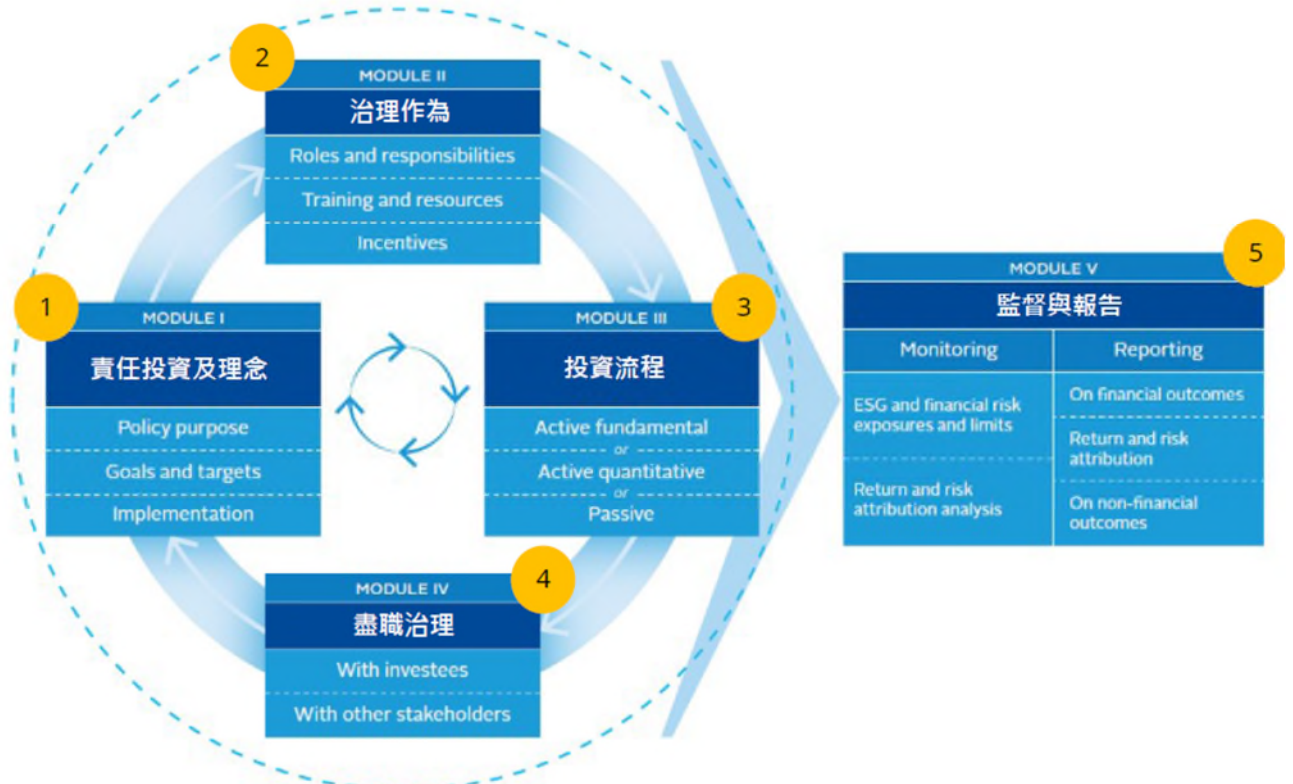 1
MODULE I
責任投資及理念
Policy purpose
Goals and targets
Implementation
2
MODULE II
治理作為
Roles and responsibilities
Training and resources
Incentives
3
MODULE III
投資流程
Active fundamental
or
Active quantitative
or
Passive
4
MODULE IV
盡職治理
With investees
With other stakeholders
5
MODULE V
監督與報告
Monitoring
ESG and financial risk
exposures and limits
Return and risk
attribution analysis
Reporting
On financial outcomes
Return and risk
attribution
On non-financial
outcomes